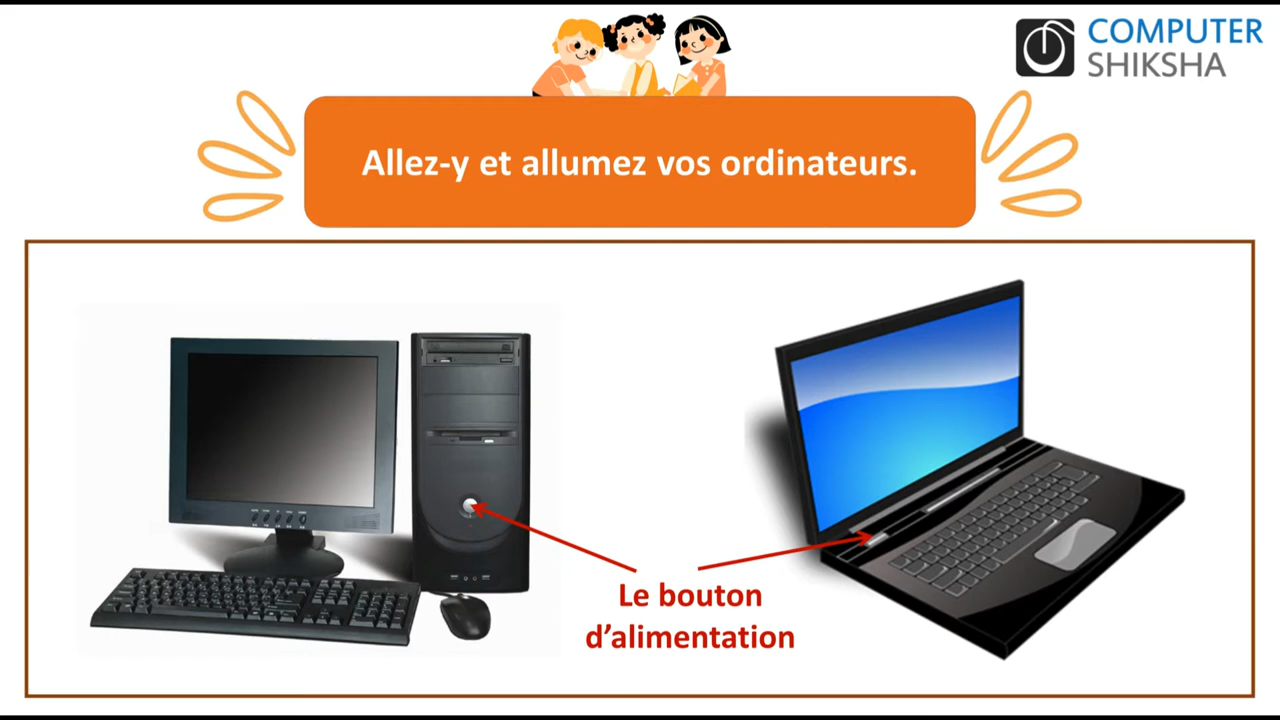 COMPUTER
SHIKSHA
Allez-y et allumez vos ordinateurs.
Le bouton
d’alimentation